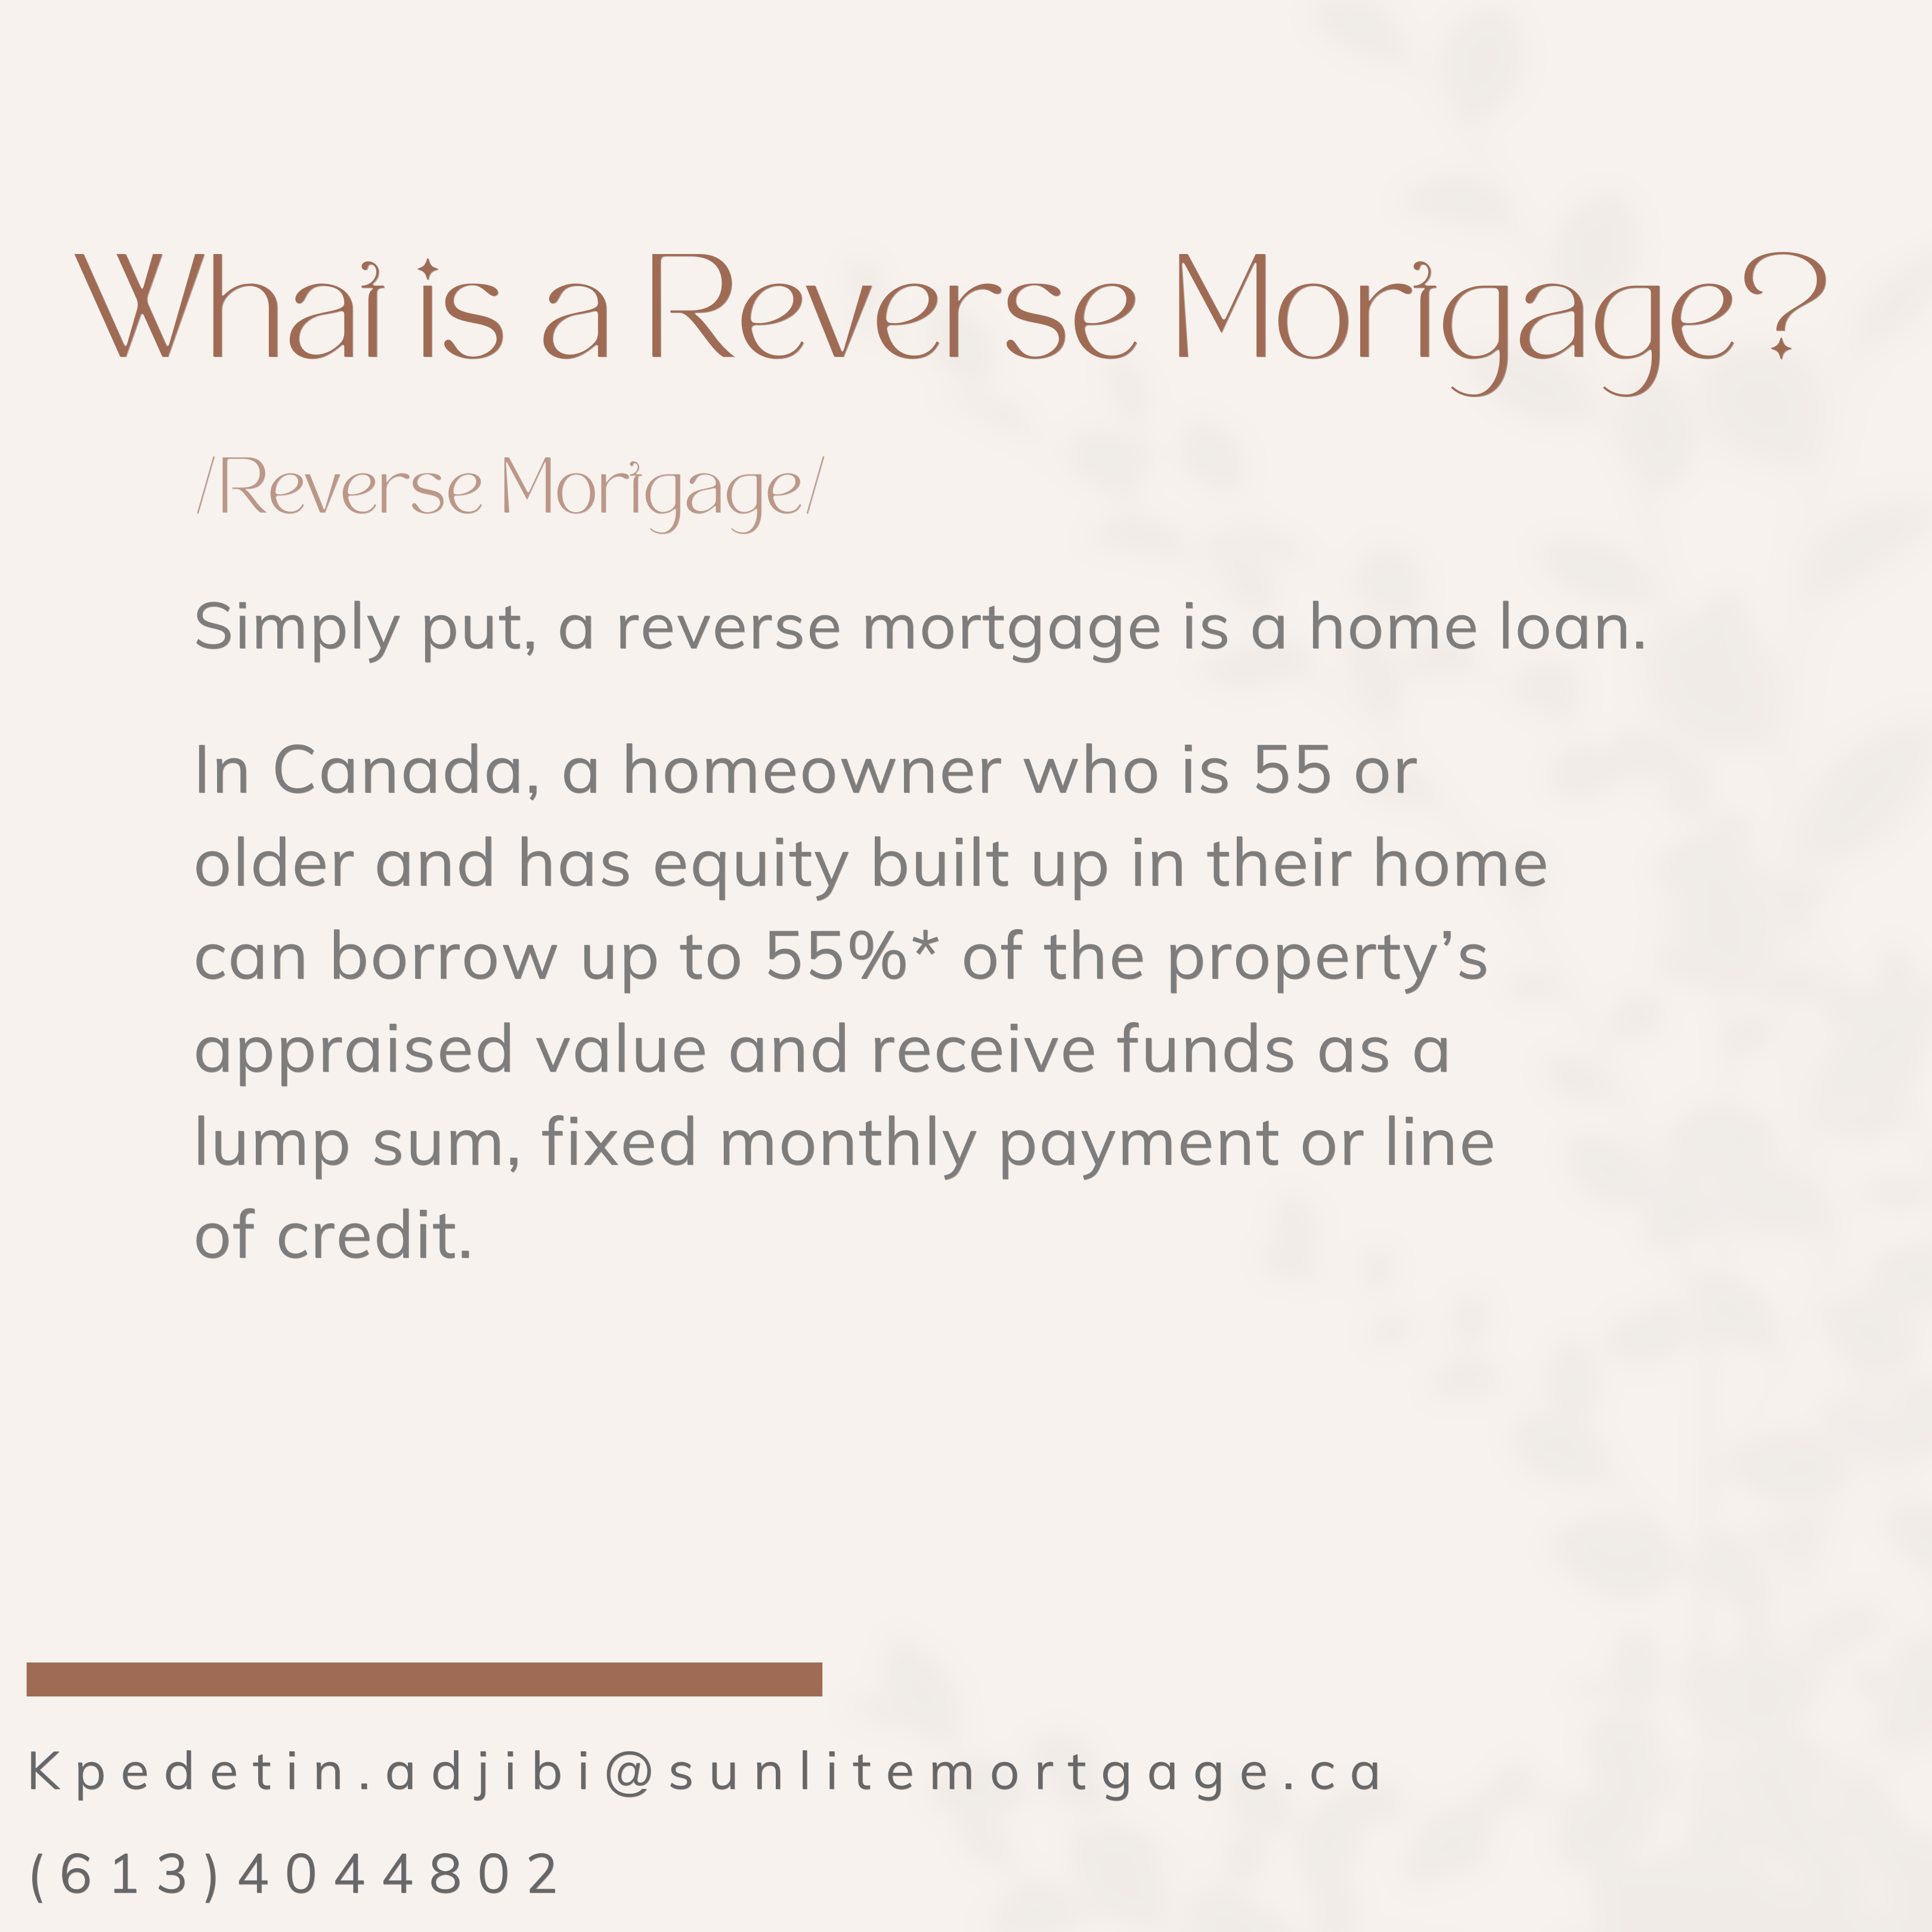 What is a Reverse Mortgage?
/Reverse Mortgage/
Simply put, a reverse mortgage is a home loan.
In Canada, a homeowner who is 55 or
older and has equity built up in their home
can borrow up to 55%* of the property’s
appraised value and receive funds as a
lump sum, fixed monthly payment or line
of credit.
Kpedetin.adjibi@sunlitemortgage.ca
(613)4044802